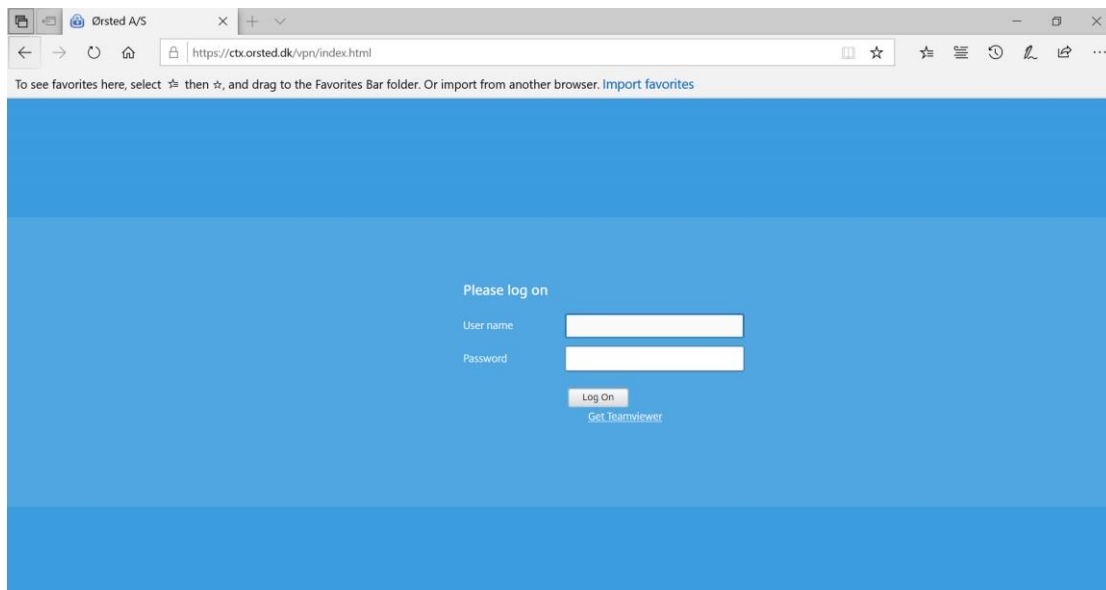 Ørsted A/S
https://ctx.orsted.dk/vpn/index.html
To see favorites here, select then , and drag to the Favorites Bar folder. Or import from another browser. Import favorites
Please log on
User name
Password
Log On
Get Teamviewer